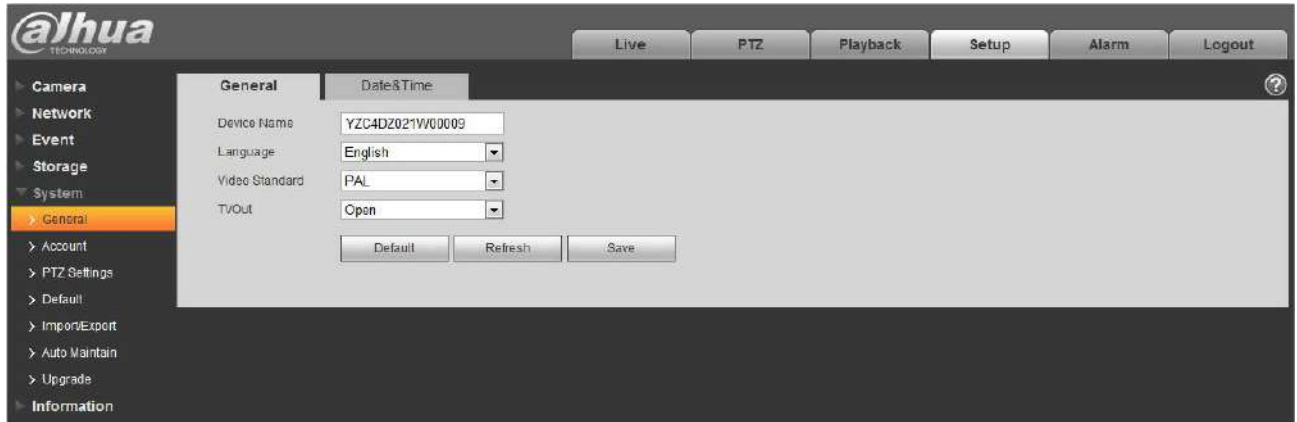 alhua
TECHNOLOGY
Live PTZ Playback Setup Alarm Logout
Camera
Network
Event
Storage
System
General
Account
PTZ Settings
Default
Import/Export
Auto Maintain
Upgrade
Information
General Date&Time
?
Device Name YZC4DZ021W00009
Language English
Video Standard PAL
TVOut Open
Default Refresh Save